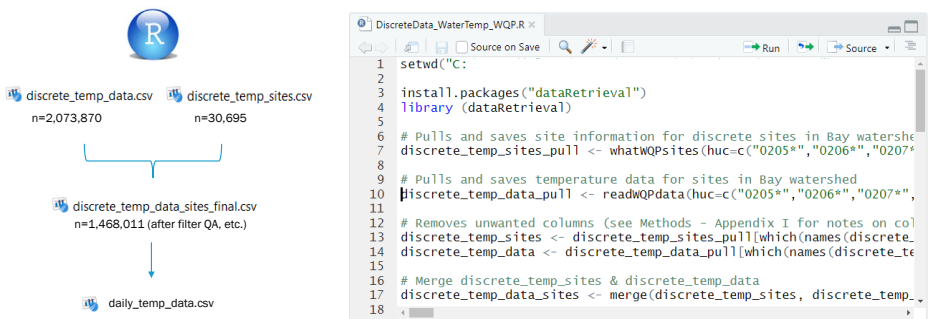 R
discrete_temp_data.csv
discrete_temp_sites.csv
n=2,073,870
n=30,695
discrete_temp_data_sites_final.csv
n=1,468,011 (after filter QA, etc.)
daily_temp_data.csv
DiscreteData_WaterTemp_WQP.R
Source on Save
Run
Source
1 setwd("C:
2
3 install.packages("dataRetrieval")
4 library (dataRetrieval)
5
6 # Pulls and saves site information for discrete sites in Bay watershe
7 discrete_temp_sites_pull <- whatWQPsites(huc=c("0205*","0206*","0207*
8
9 # Pulls and saves temperature data for sites in Bay watershed
10 discrete_temp_data_pull <- readWQPdata(huc=c("0205*","0206*","0207*",
11
12 # Removes unwanted columns (see Methods - Appendix I for notes on col
13 discrete_temp_sites <- discrete_temp_sites_pull[which(names(discrete_
14 discrete_temp_data <- discrete_temp_data_pull[which(names(discrete_te
15
16 # Merge discrete_temp_sites & discrete_temp_data
17 discrete_temp_data_sites <- merge(discrete_temp_sites, discrete_temp_
18